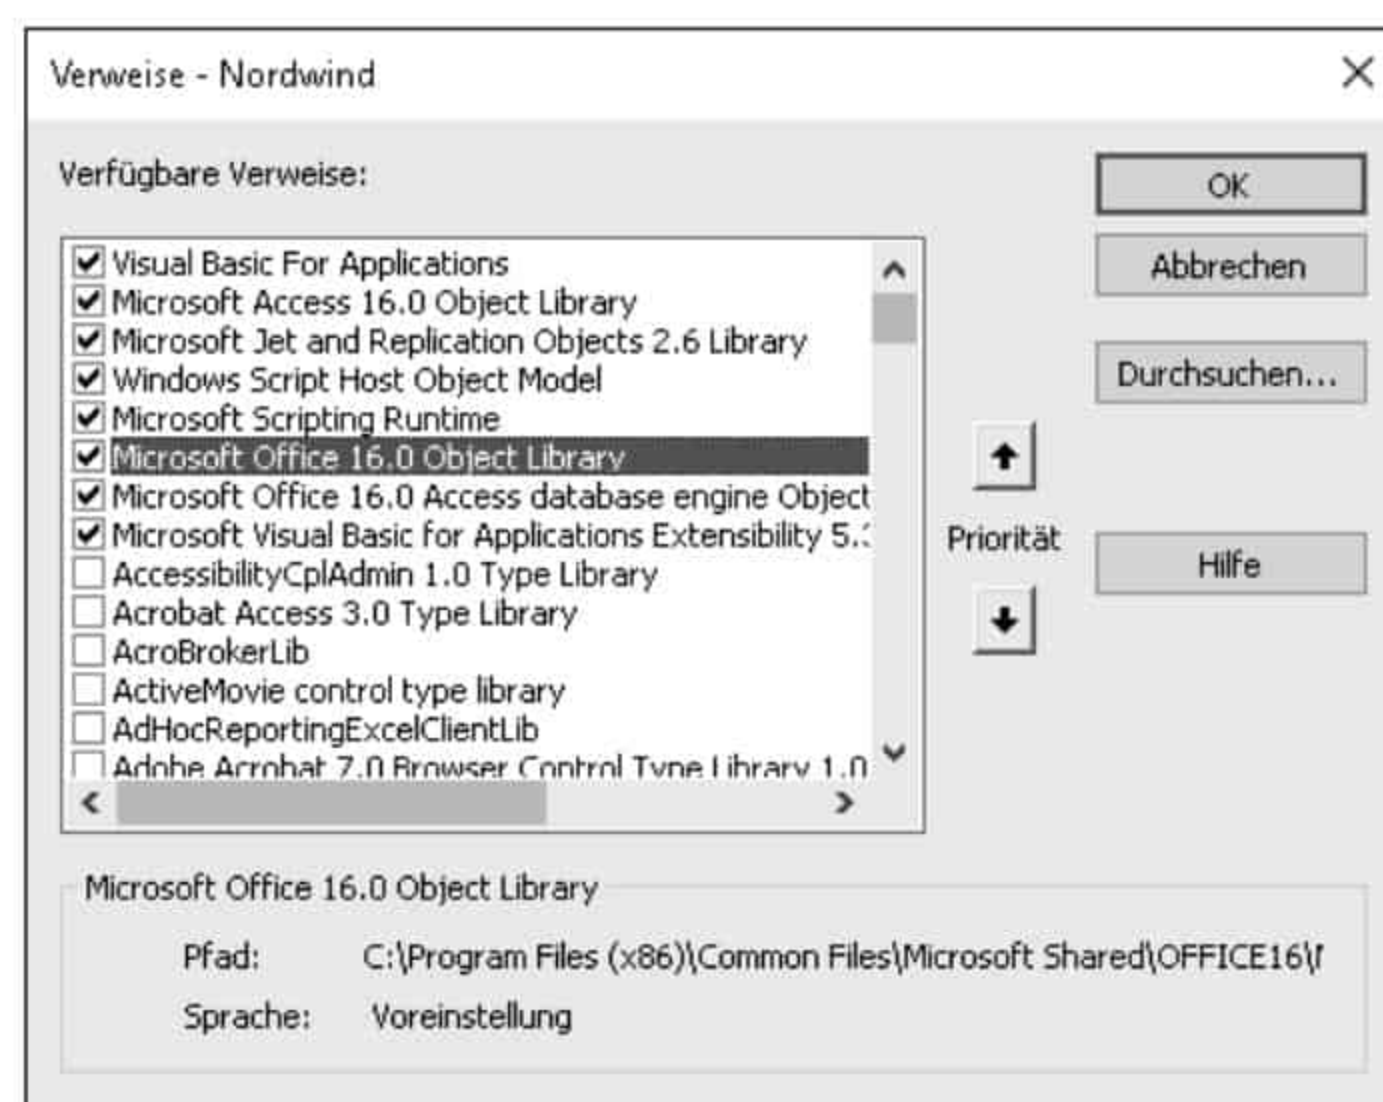 Verweise - Nordwind
Verfügbare Verweise:
Visual Basic For Applications
Microsoft Access 16.0 Object Library
Microsoft Jet and Replication Objects 2.6 Library
Windows Script Host Object Model
Microsoft Scripting Runtime
Microsoft Office 16.0 Object Library
Microsoft Office 16.0 Access database engine Object
Microsoft Visual Basic for Applications Extensibility
AccessibilityCplAdmin 1.0 Type Library
Acrobat Access 3.0 Type Library
AcroBrokerLib
ActiveMovie control type library
AdHocReportingExcelClientLib
Adobe Acrobat 7.0 Browser Control Type Library 1.0
OK
Abbrechen
Durchsuchen...
Priorität
Hilfe
Microsoft Office 16.0 Object Library
Pfad: C:\Program Files (x86)\Common Files\Microsoft Shared\OFFICE16\
Sprache: Voreinstellung